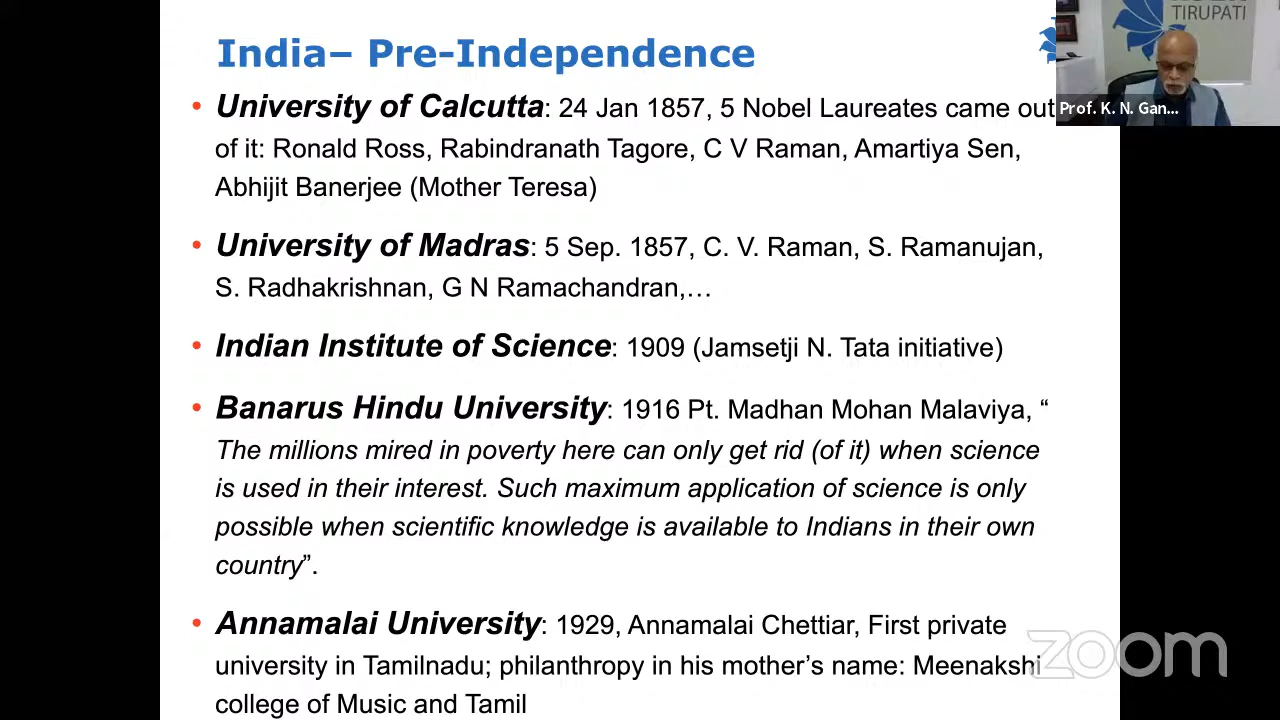 India– Pre-Independence
TIRUPATI
Prof. K. N. Gan...
• University of Calcutta: 24 Jan 1857, 5 Nobel Laureates came out
of it: Ronald Ross, Rabindranath Tagore, C V Raman, Amartiya Sen,
Abhijit Banerjee (Mother Teresa)
• University of Madras: 5 Sep. 1857, C. V. Raman, S. Ramanujan,
S. Radhakrishnan, G N Ramachandran,…
• Indian Institute of Science: 1909 (Jamsetji N. Tata initiative)
• Banarus Hindu University: 1916 Pt. Madhan Mohan Malaviya, “
The millions mired in poverty here can only get rid (of it) when science
is used in their interest. Such maximum application of science is only
possible when scientific knowledge is available to Indians in their own
country”.
• Annamalai University: 1929, Annamalai Chettiar, First private
university in Tamilnadu; philanthropy in his mother’s name: Meenakshi
college of Music and Tamil
zoom